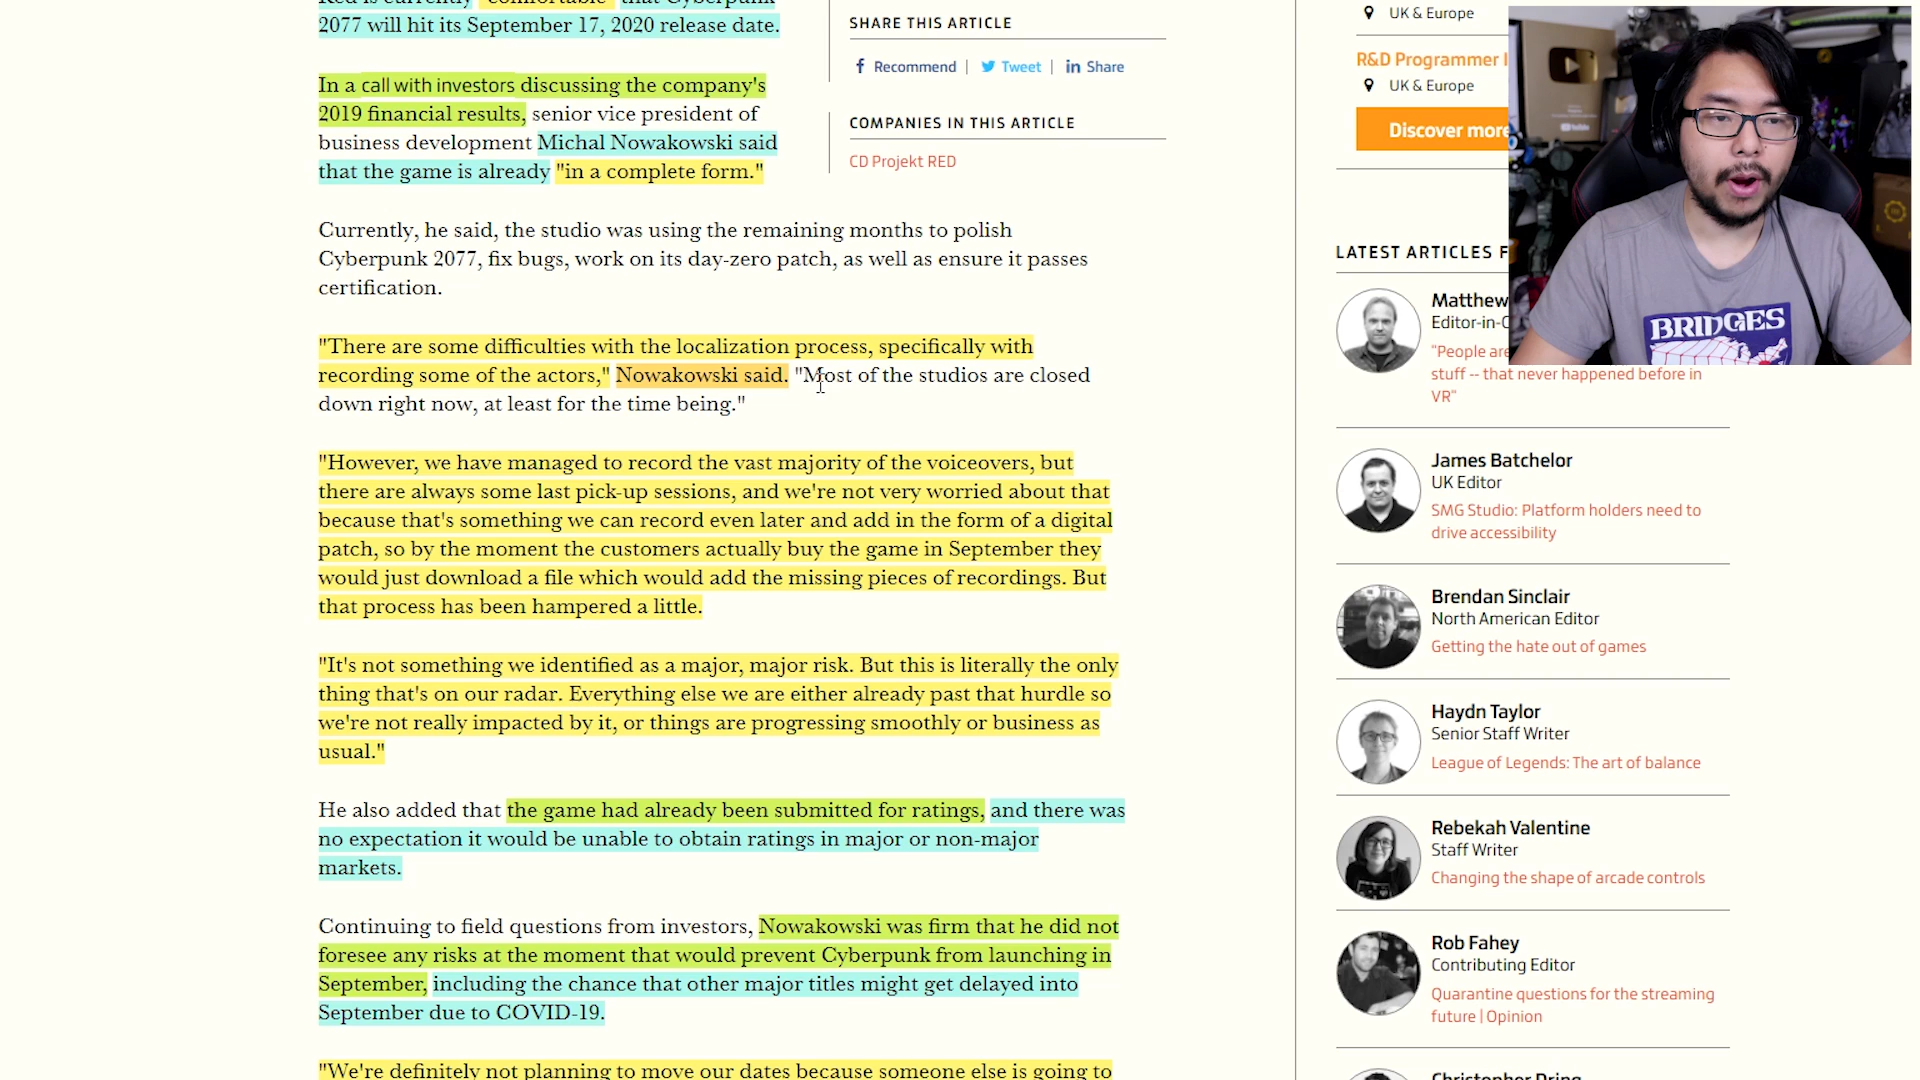 Red is currently "comfortable" that Cyberpunk
2077 will hit its September 17, 2020 release date.
In a call with investors discussing the company's
2019 financial results, senior vice president of
business development Michal Nowakowski said
that the game is already "in a complete form."
Currently, he said, the studio was using the remaining months to polish
Cyberpunk 2077, fix bugs, work on its day-zero patch, as well as ensure it passes
certification.
"There are some difficulties with the localization process, specifically with
recording some of the actors," Nowakowski said. "Most of the studios are closed
down right now, at least for the time being."
"However, we have managed to record the vast majority of the voiceovers, but
there are always some last pick-up sessions, and we're not very worried about that
because that's something we can record even later and add in the form of a digital
patch, so by the moment the customers actually buy the game in September they
would just download a file which would add the missing pieces of recordings. But
that process has been hampered a little.
"It's not something we identified as a major, major risk. But this is literally the only
thing that's on our radar. Everything else we are either already past that hurdle so
we're not really impacted by it, or things are progressing smoothly or business as
usual."
He also added that the game had already been submitted for ratings, and there was
no expectation it would be unable to obtain ratings in major or non-major
markets.
Continuing to field questions from investors, Nowakowski was firm that he did not
foresee any risks at the moment that would prevent Cyberpunk from launching in
September, including the chance that other major titles might get delayed into
September due to COVID-19.
"We're definitely not planning to move our dates because someone else is going to
SHARE THIS ARTICLE
Recommend | Tweet | Share
COMPANIES IN THIS ARTICLE
CD Projekt RED
UK & Europe
R&D Programmer
UK & Europe
Discover more
LATEST ARTICLES F
Matthew
Editor-in-C
"People are
stuff -- that never happened before in
VR"
James Batchelor
UK Editor
SMG Studio: Platform holders need to
drive accessibility
Brendan Sinclair
North American Editor
Getting the hate out of games
Haydn Taylor
Senior Staff Writer
League of Legends: The art of balance
Rebekah Valentine
Staff Writer
Changing the shape of arcade controls
Rob Fahey
Contributing Editor
Quarantine questions for the streaming
future | Opinion
Christopher Dring
BRIDGES